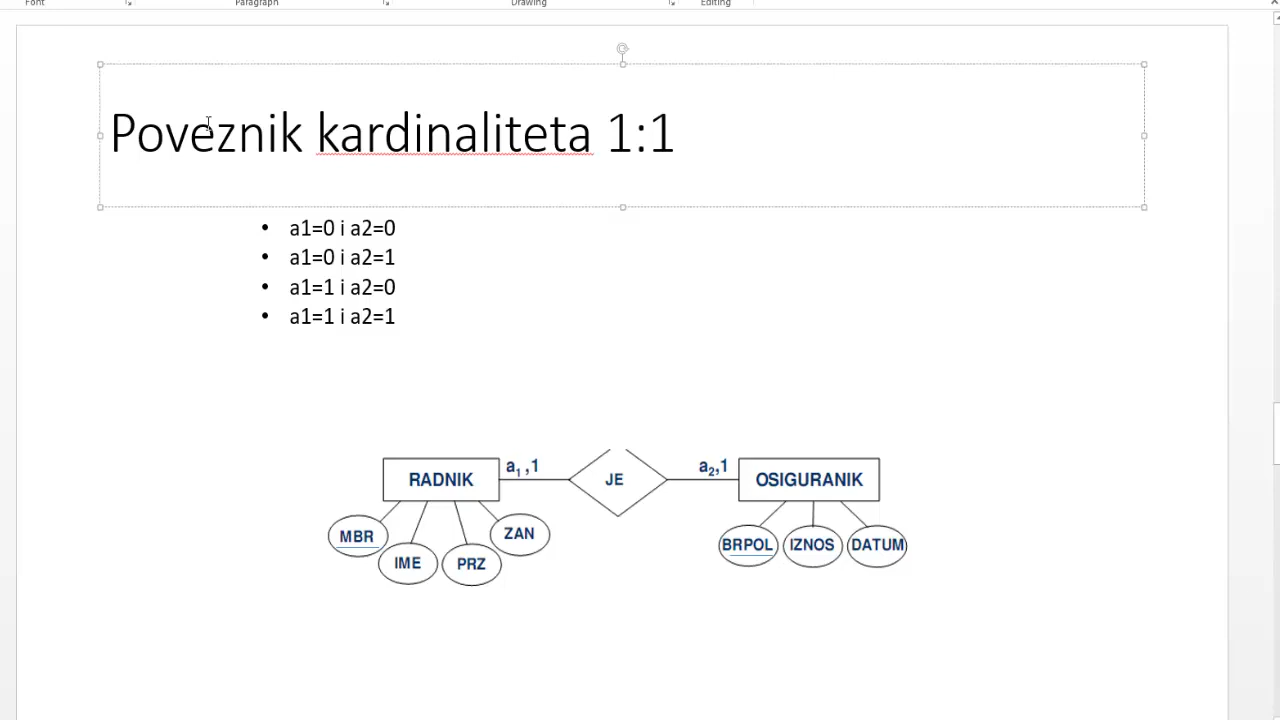 Font Paragraph Drawing Editing
Poveznik kardinaliteta 1:1
• a1=0 i a2=0
• a1=0 i a2=1
• a1=1 i a2=0
• a1=1 i a2=1
RADNIK a1 ,1 JE a2,1 OSIGURANIK
MBR IME PRZ ZAN BRPOL IZNOS DATUM